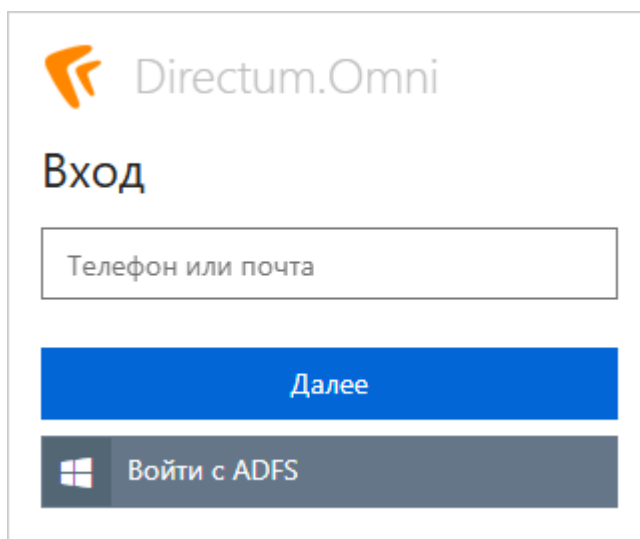 Directum.Omni
Вход
Телефон или почта
Далее
Войти с ADFS